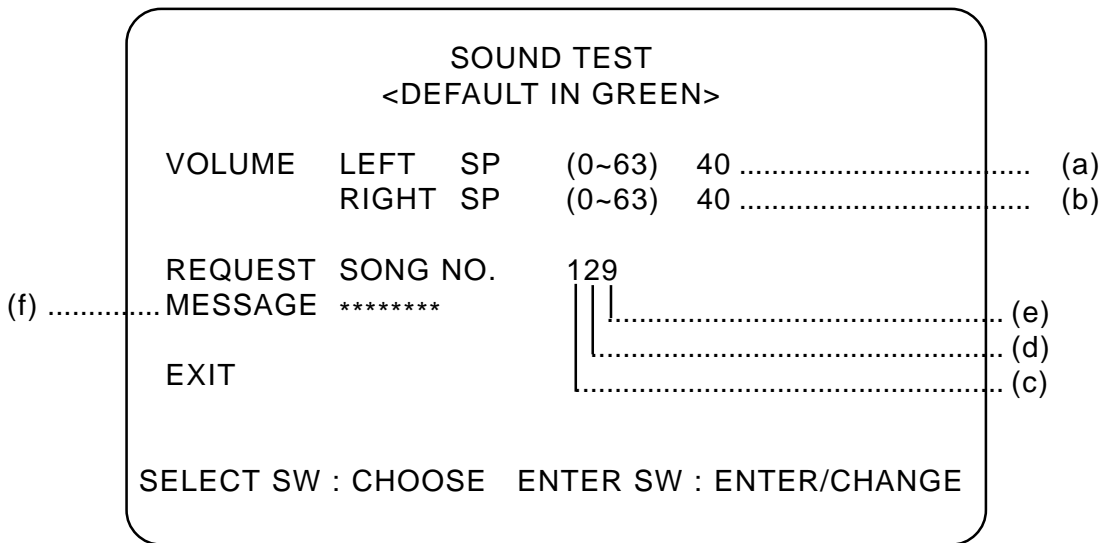 SOUND TEST
<DEFAULT IN GREEN>
VOLUME LEFT SP (0~63) 40 .................................... (a)
RIGHT SP (0~63) 40 .................................... (b)
REQUEST SONG NO. 129
(f) ..............MESSAGE ********
................................................. (e)
................................................... (d)
EXIT
..................................................... (c)
SELECT SW : CHOOSE ENTER SW : ENTER/CHANGE